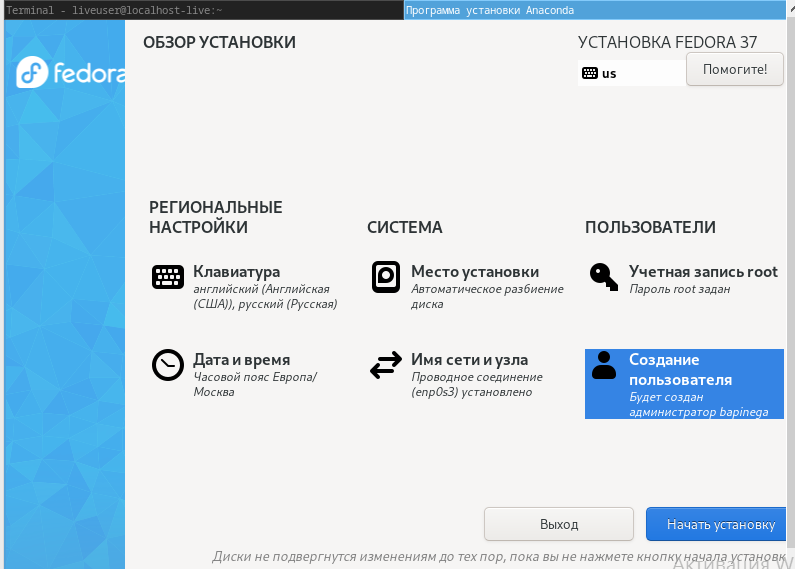 Terminal - liveuser@localhost-live:~
Программа установки Anaconda
fedora
ОБЗОР УСТАНОВКИ
УСТАНОВКА FEDORA 37
us
Помогите!
РЕГИОНАЛЬНЫЕ
НАСТРОЙКИ
СИСТЕМА
ПОЛЬЗОВАТЕЛИ
Клавиатура
английский (Английская
(США)), русский (Русская)
Место установки
Автоматическое разбиение
диска
Учетная запись root
Пароль root задан
Дата и время
Часовой пояс Европа/
Москва
Имя сети и узла
Проводное соединение
(enp0s3) установлено
Создание
пользователя
Будет создан
администратор bapinega
Выход
Начать установку
Диски не подвергнутся изменениям до тех пор, пока вы не нажмете кнопку начала установк
Активация W